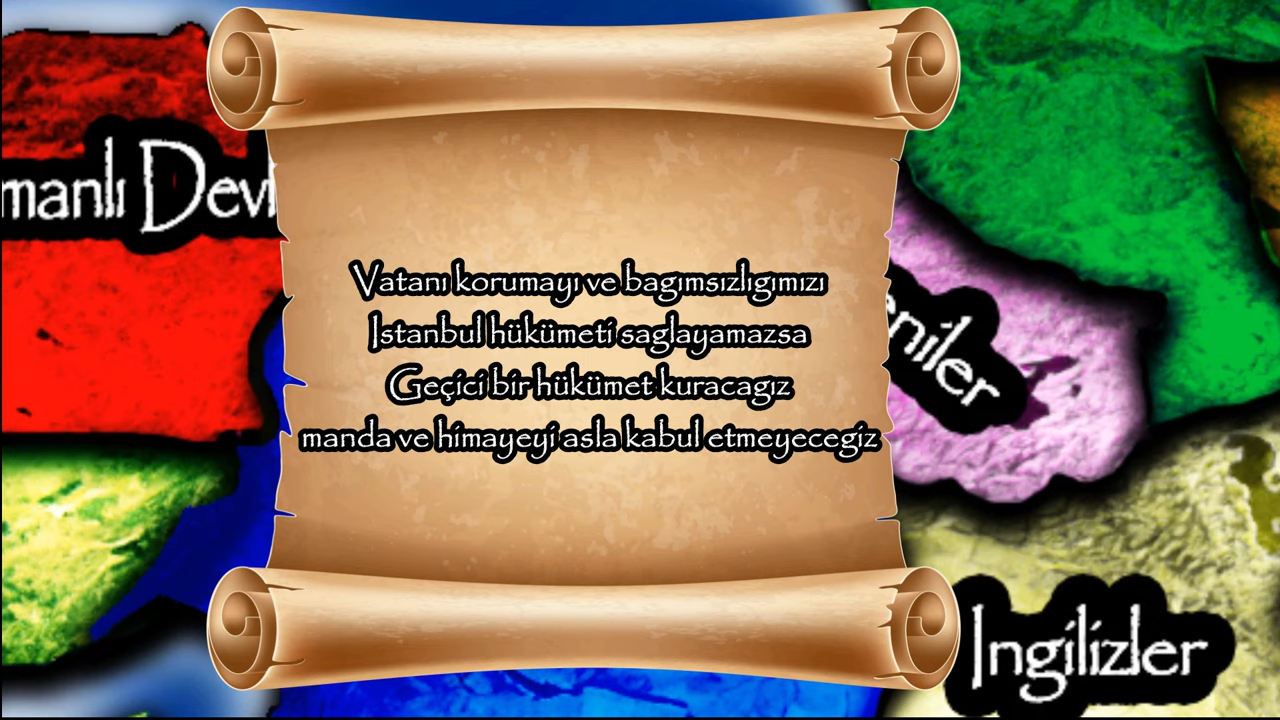 manlı Devl
Vatanı korumayı ve bagımsızlıgımızı
Istanbul hükümeti saglayamazsa
Geçici bir hükümet kuracagız
manda ve himayeyi asla kabul etmeyecegiz
eniler
Ingilizler